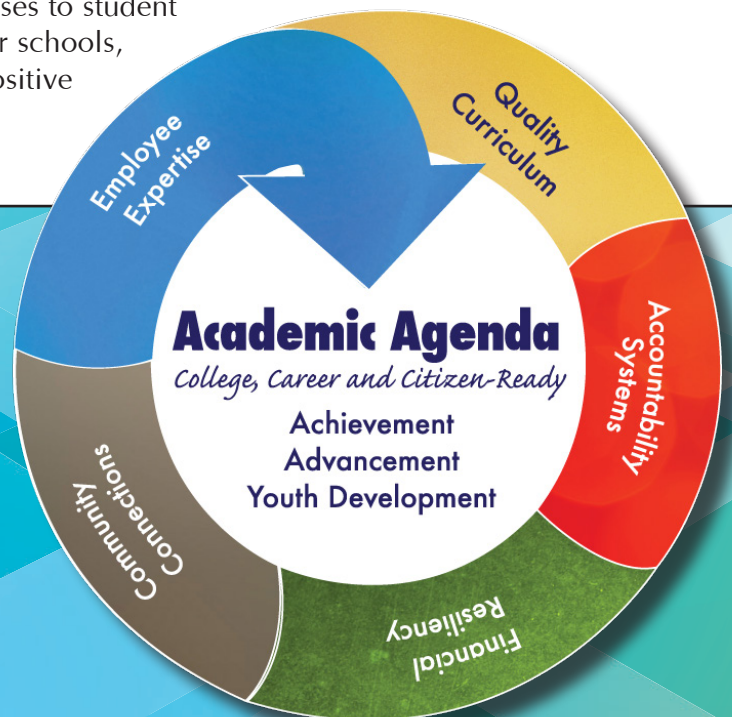 ses to student
r schools,
ositive
Quality
Curriculum
Accountability
Systems
Financial
Resiliency
Community
Connections
Employee
Expertise
Academic Agenda
College, Career and Citizen-Ready
Achievement
Advancement
Youth Development